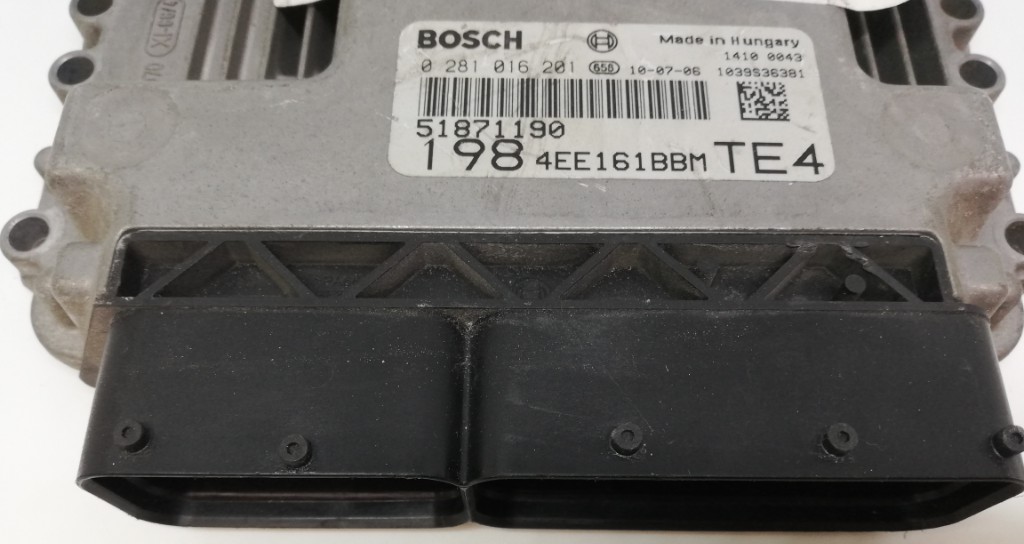 BOSCH Made in Hungary
1410 0043
0 281 016 201 650 10-07-06 1039S36381
51871190
198 4EE161BBM TE4